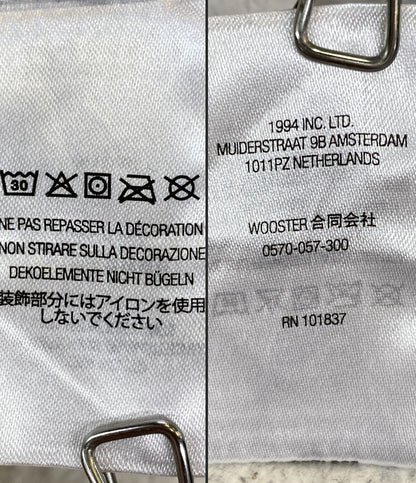 30
NE PAS REPASSER LA DÉCORATION
NON STIRARE SULLA DECORAZIONE
DEKOELEMENTE NICHT BÜGELN
装飾部分にはアイロンを使用
しないでください
1994 INC. LTD.
MUIDERSTRAAT 9B AMSTERDAM
1011PZ NETHERLANDS
WOOSTER 合同会社
0570-057-300
RN 101837